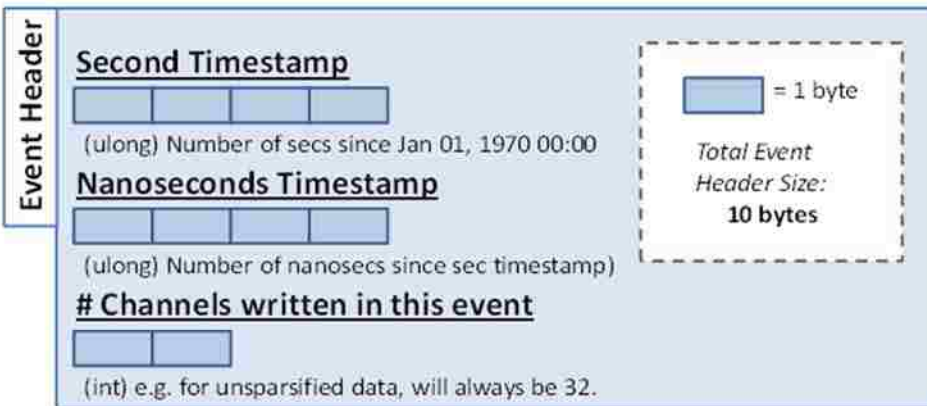 Event Header
Second Timestamp
(ulong) Number of secs since Jan 01, 1970 00:00
Nanoseconds Timestamp
(ulong) Number of nanosecs since sec timestamp)
# Channels written in this event
(int) e.g. for unsparsified data, will always be 32.
= 1 byte
Total Event
Header Size:
10 bytes